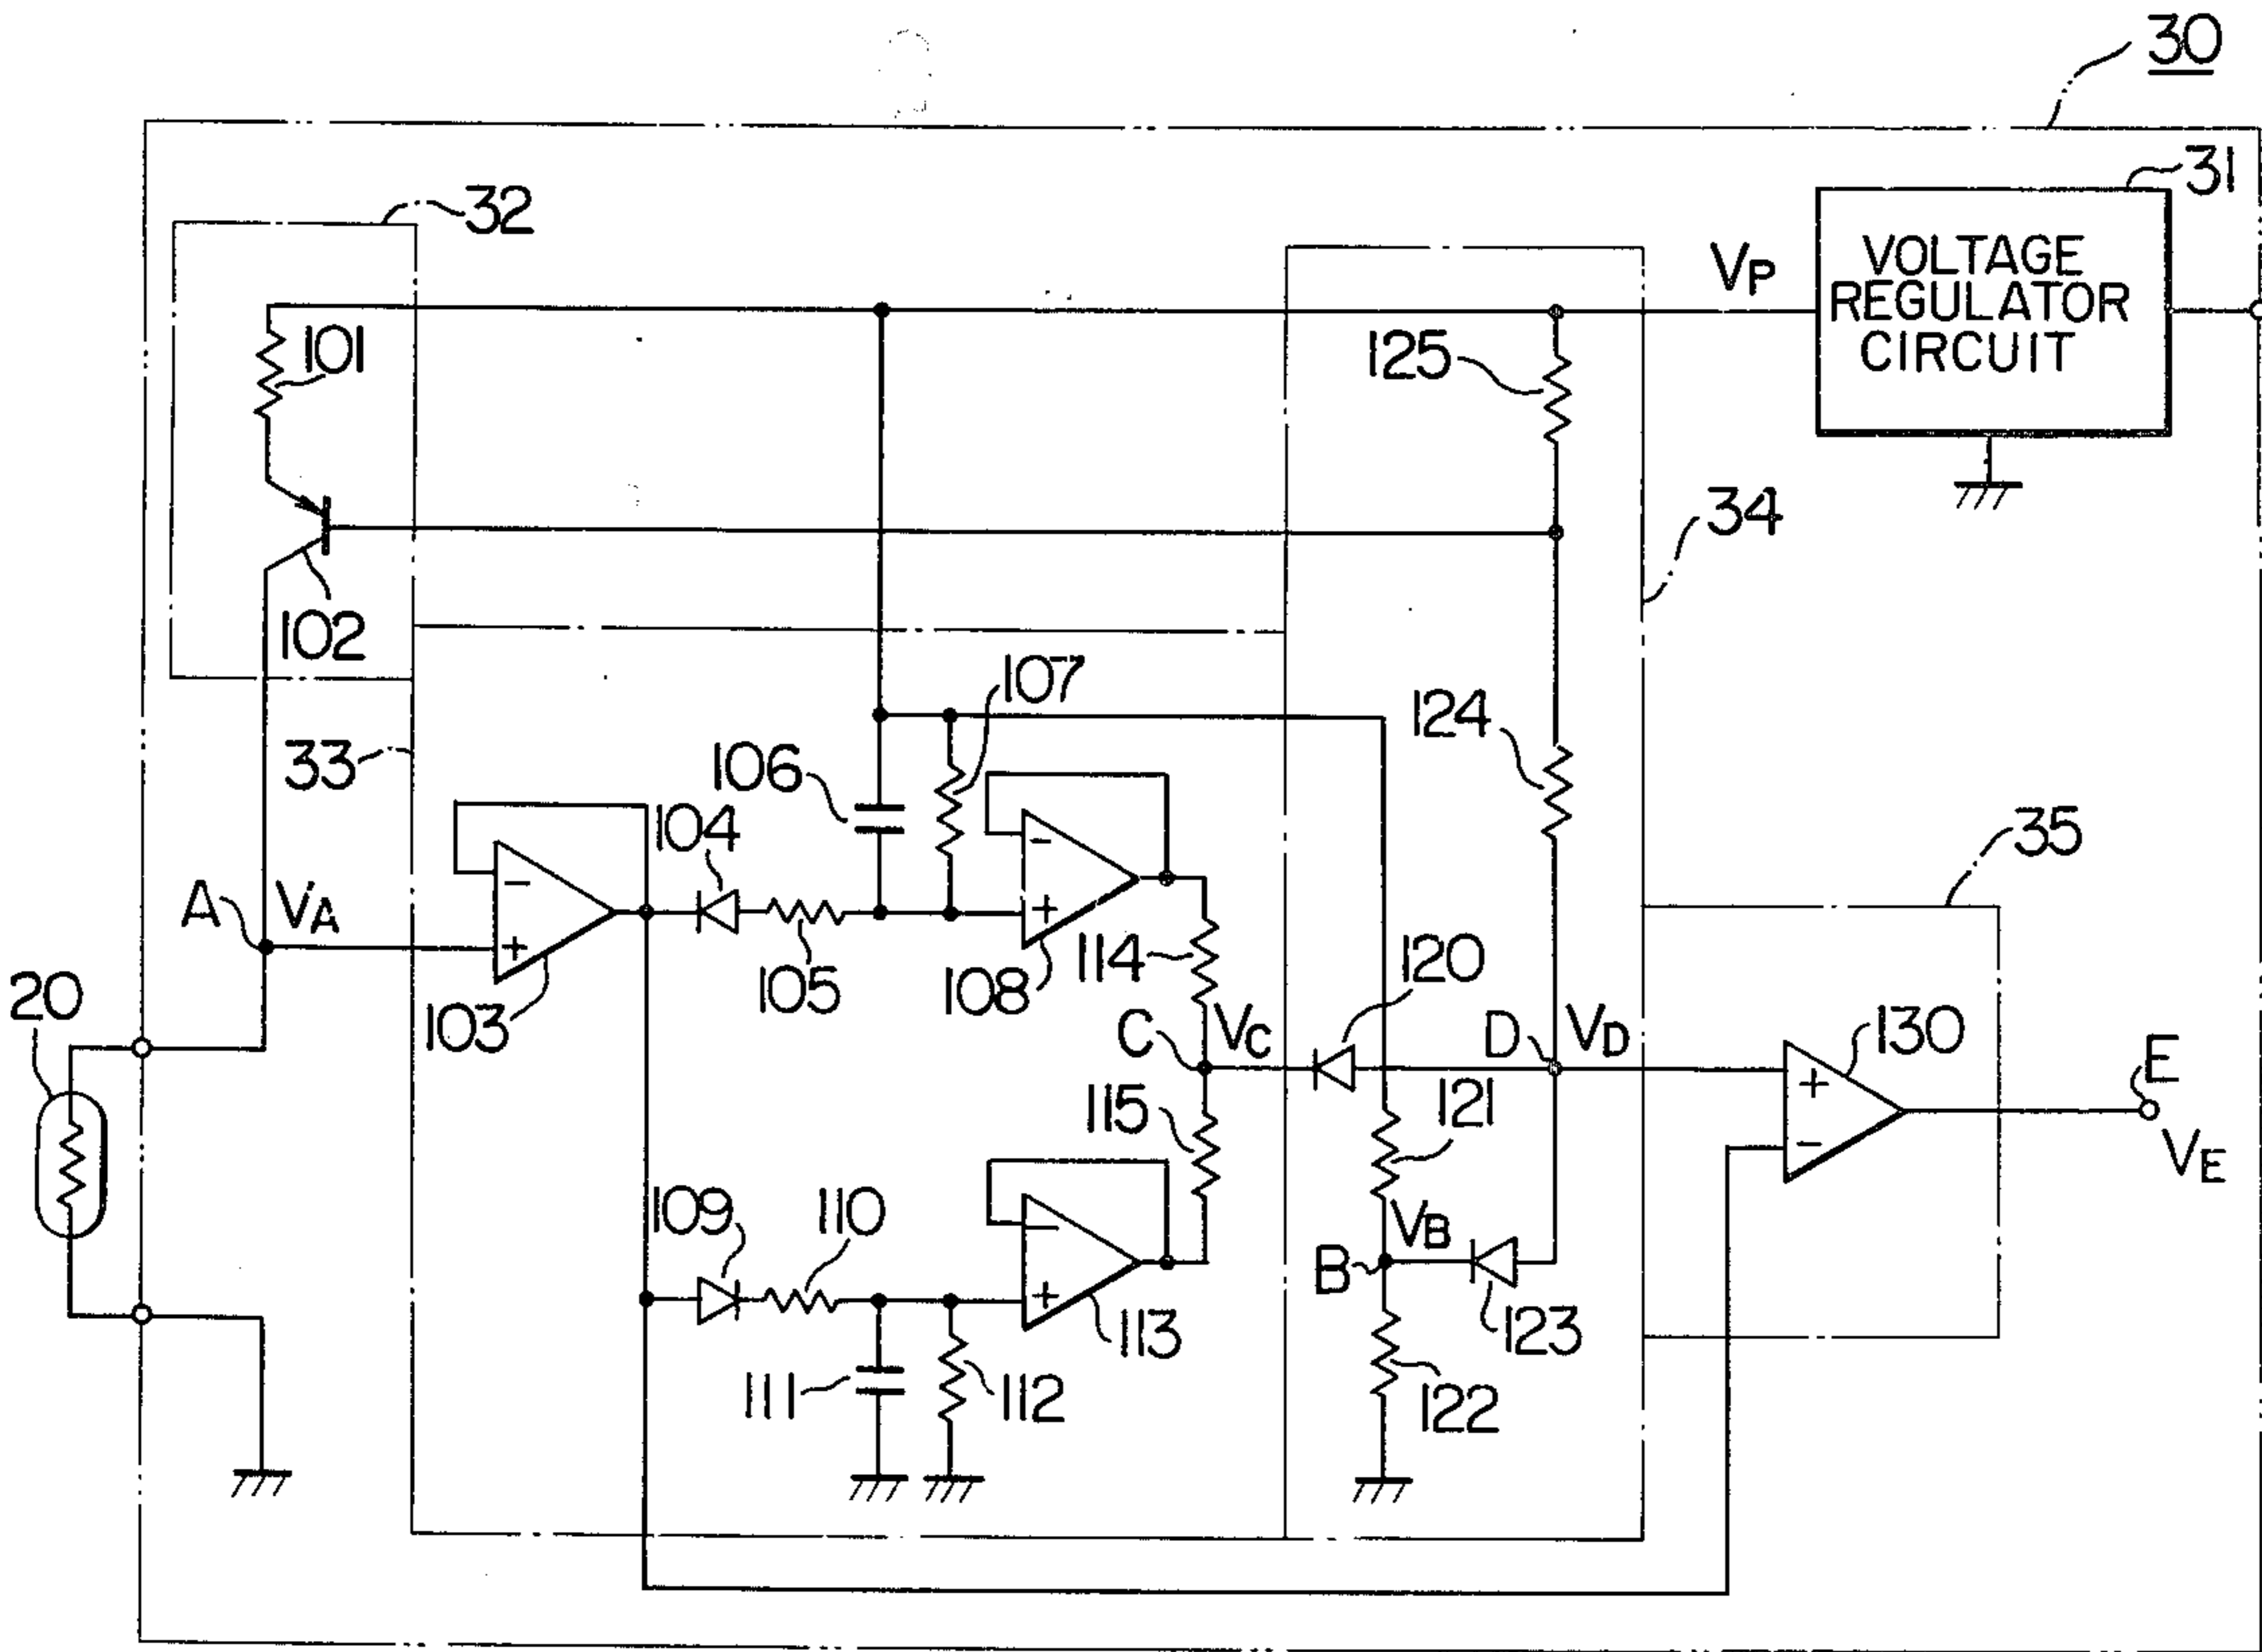 30
31
32
VP
VOLTAGE
REGULATOR
CIRCUIT
101
125
34
102
107
124
33
106
104
35
A
VA
105
108
114
120
20
103
C
VC
D
VD
130
E
115
121
VE
109
110
B
VB
113
123
111
112
122
+
−
+
−
+
−
+
−
+
−